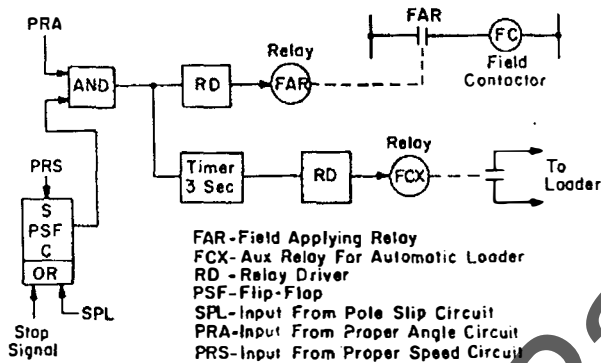 PRA
FAR
Relay
FC
AND
RD
FAR
Field
Contactor
Relay
PRS
Timer
3 Sec
RD
FCX
To
Loader
S
PSF
C
OR
SPL
Stop
Signal
FAR-Field Applying Relay
FCX-Aux Relay For Automatic Loader
RD -Relay Driver
PSF-Flip-Flop
SPL-Input From Pole Slip Circuit
PRA-Input From Proper Angle Circuit
PRS-Input From Proper Speed Circuit